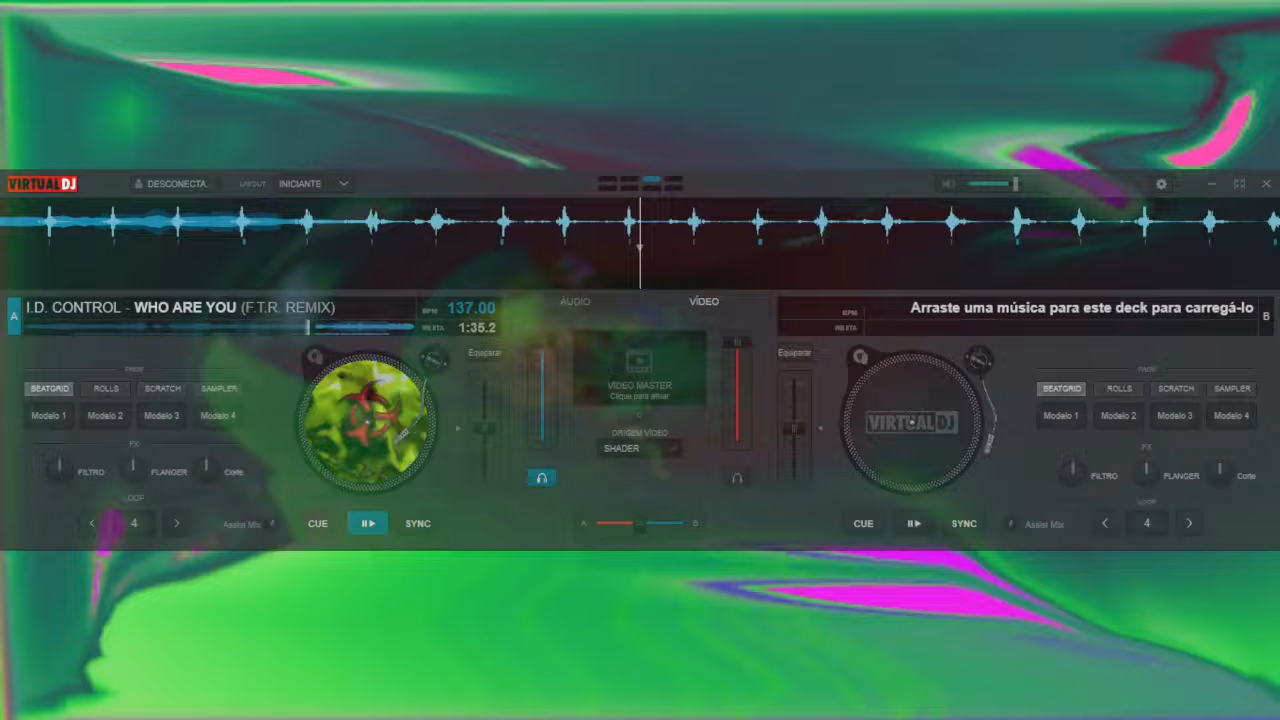 VIRTUALDJ
DESCONECTA.
LAYOUT
INICIANTE
A
I.D. CONTROL - WHO ARE YOU (F.T.R. REMIX)
BPM 137.00
RESTA 1:35.2
ÁUDIO
VÍDEO
BPM
RESTA
Arraste uma música para este deck para carregá-lo
B
Equiparar
Equiparar
PADS
BEATGRID ROLLS SCRATCH SAMPLER
Modelo 1 Modelo 2 Modelo 3 Modelo 4
FX
FILTRO FLANGER Corte
LOOP
4
Assist Mix
CUE
SYNC
VÍDEO MASTER
Clique para ativar
ORIGEM VÍDEO
SHADER
A B
VIRTUALDJ
PADS
BEATGRID ROLLS SCRATCH SAMPLER
Modelo 1 Modelo 2 Modelo 3 Modelo 4
FX
FILTRO FLANGER Corte
LOOP
CUE
SYNC
Assist Mix
4